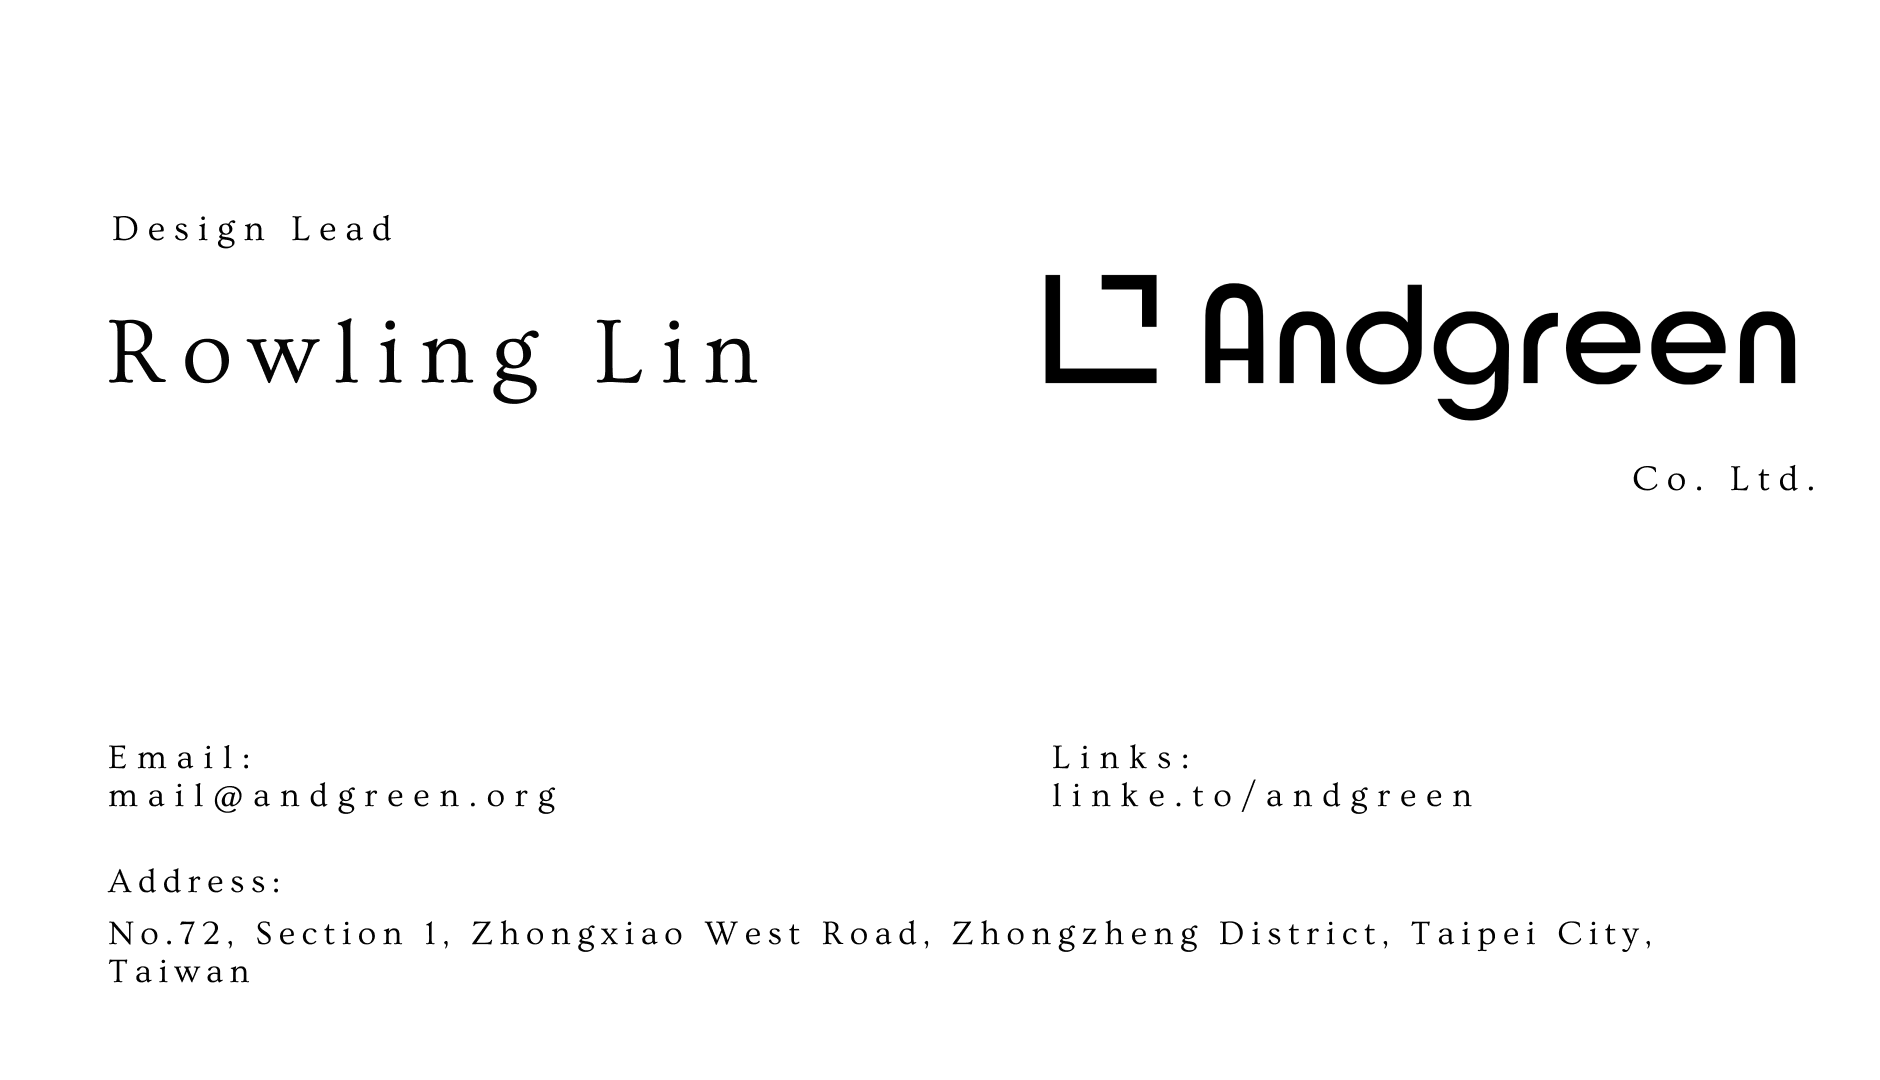 Design Lead
Rowling Lin
Andgreen
Co. Ltd.
Email:
mail@andgreen.org
Links:
linke.to/andgreen
Address:
No.72, Section 1, Zhongxiao West Road, Zhongzheng District, Taipei City,
Taiwan